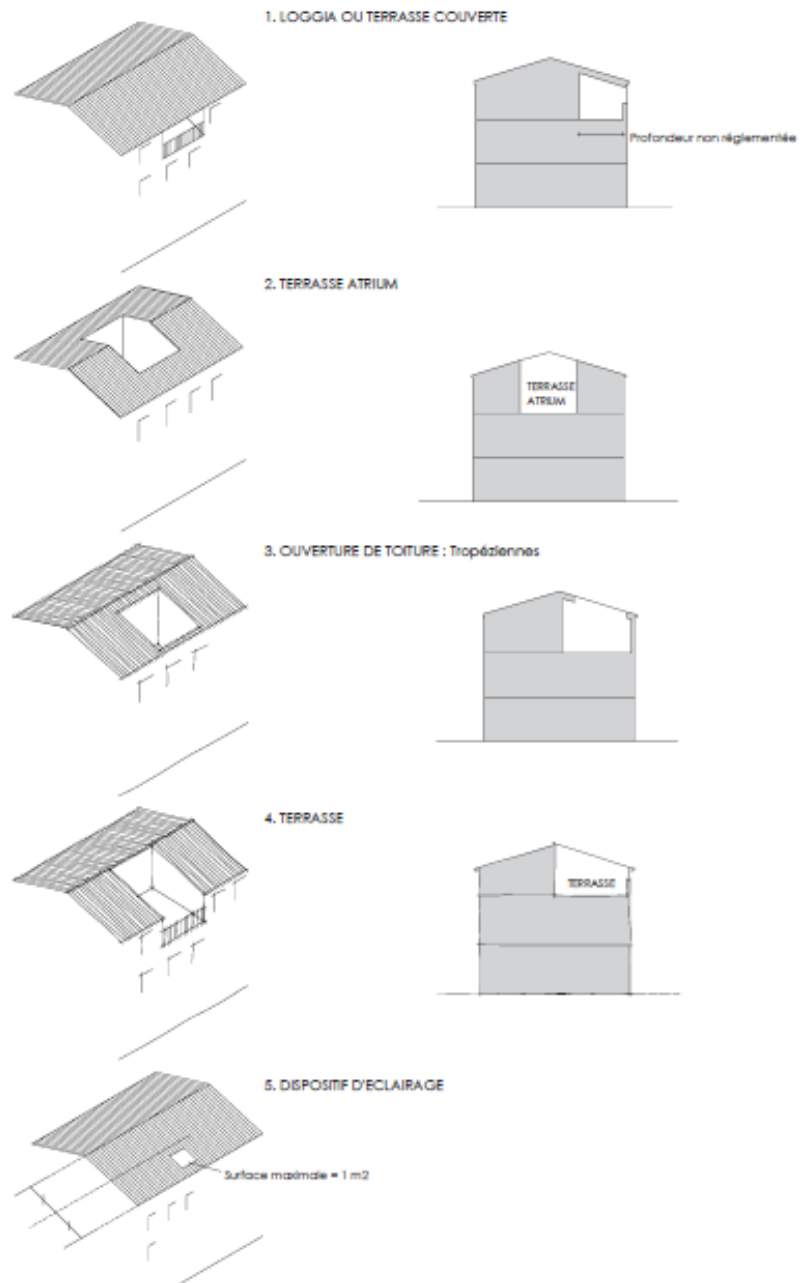 1. LOGGIA OU TERRASSE COUVERTE
Profondeur non réglementée
2. TERRASSE ATRIUM
TERRASSE
ATRIUM
3. OUVERTURE DE TOITURE : Tropéziennes
4. TERRASSE
TERRASSE
5. DISPOSITIF D'ECLAIRAGE
Surface maximale = 1 m2